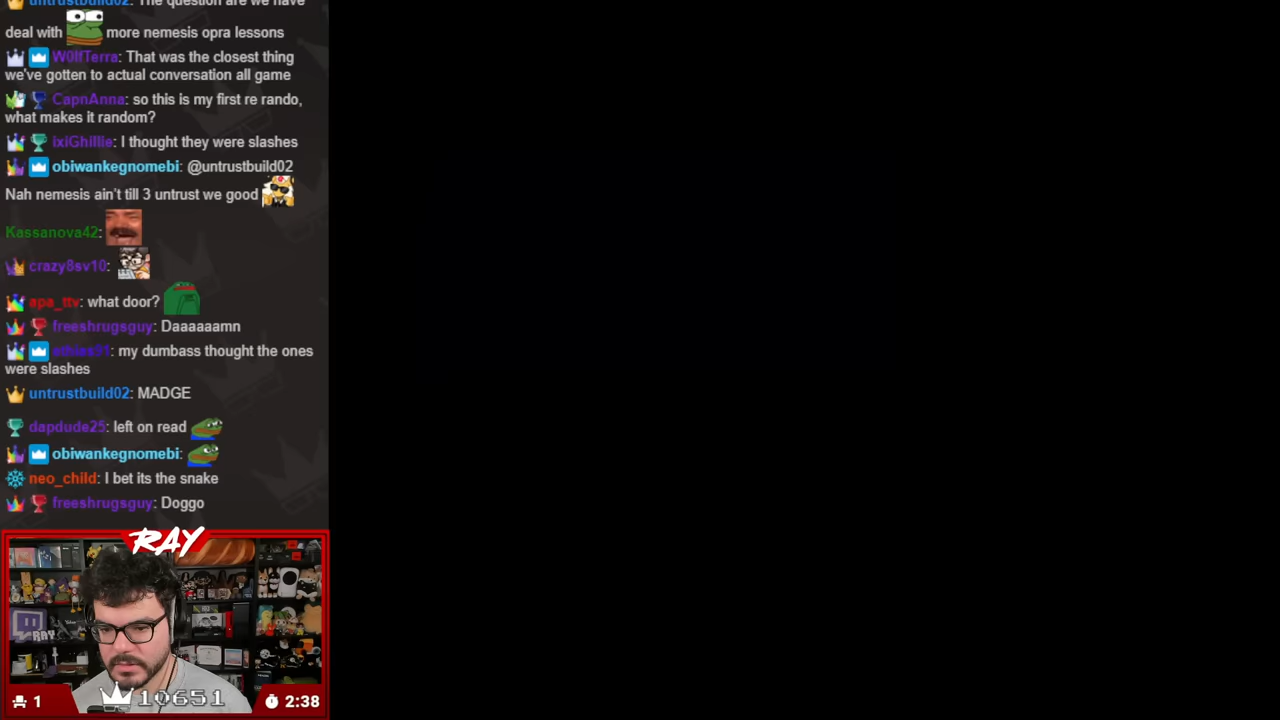 untrustbuild02: The question are we have
deal with more nemesis opra lessons
W0lfTerra: That was the closest thing
we've gotten to actual conversation all game
CapnAnna: so this is my first re rando,
what makes it random?
ixiGhillie: I thought they were slashes
obiwankegnomebi: @untrustbuild02
Nah nemesis ain't till 3 untrust we good
Kassanova42:
crazy8sv10:
apa_ttv: what door?
freeshrugsguy: Daaaaaamn
my dumbass thought the ones
were slashes
untrustbuild02: MADGE
dapdude25: left on read
obiwankegnomebi:
neo_child: I bet its the snake
freeshrugsguy: Doggo
RAY
RAY
1
10651
2:38